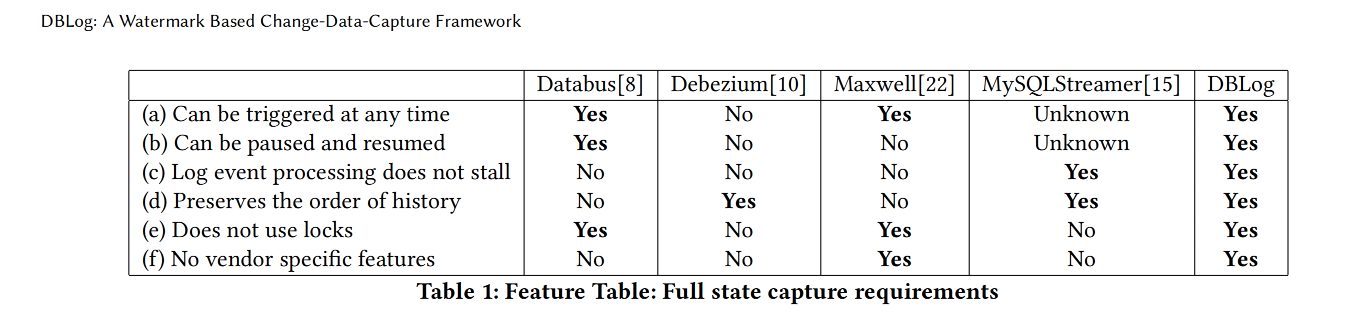 DBLog: A Watermark Based Change-Data-Capture Framework
Databus[8] Debezium[10] Maxwell[22] MySQLStreamer[15] DBLog
(a) Can be triggered at any time Yes No Yes Unknown Yes
(b) Can be paused and resumed Yes No No Unknown Yes
(c) Log event processing does not stall No No No Yes Yes
(d) Preserves the order of history No Yes No Yes Yes
(e) Does not use locks Yes No Yes No Yes
(f) No vendor specific features No No Yes No Yes
Table 1: Feature Table: Full state capture requirements